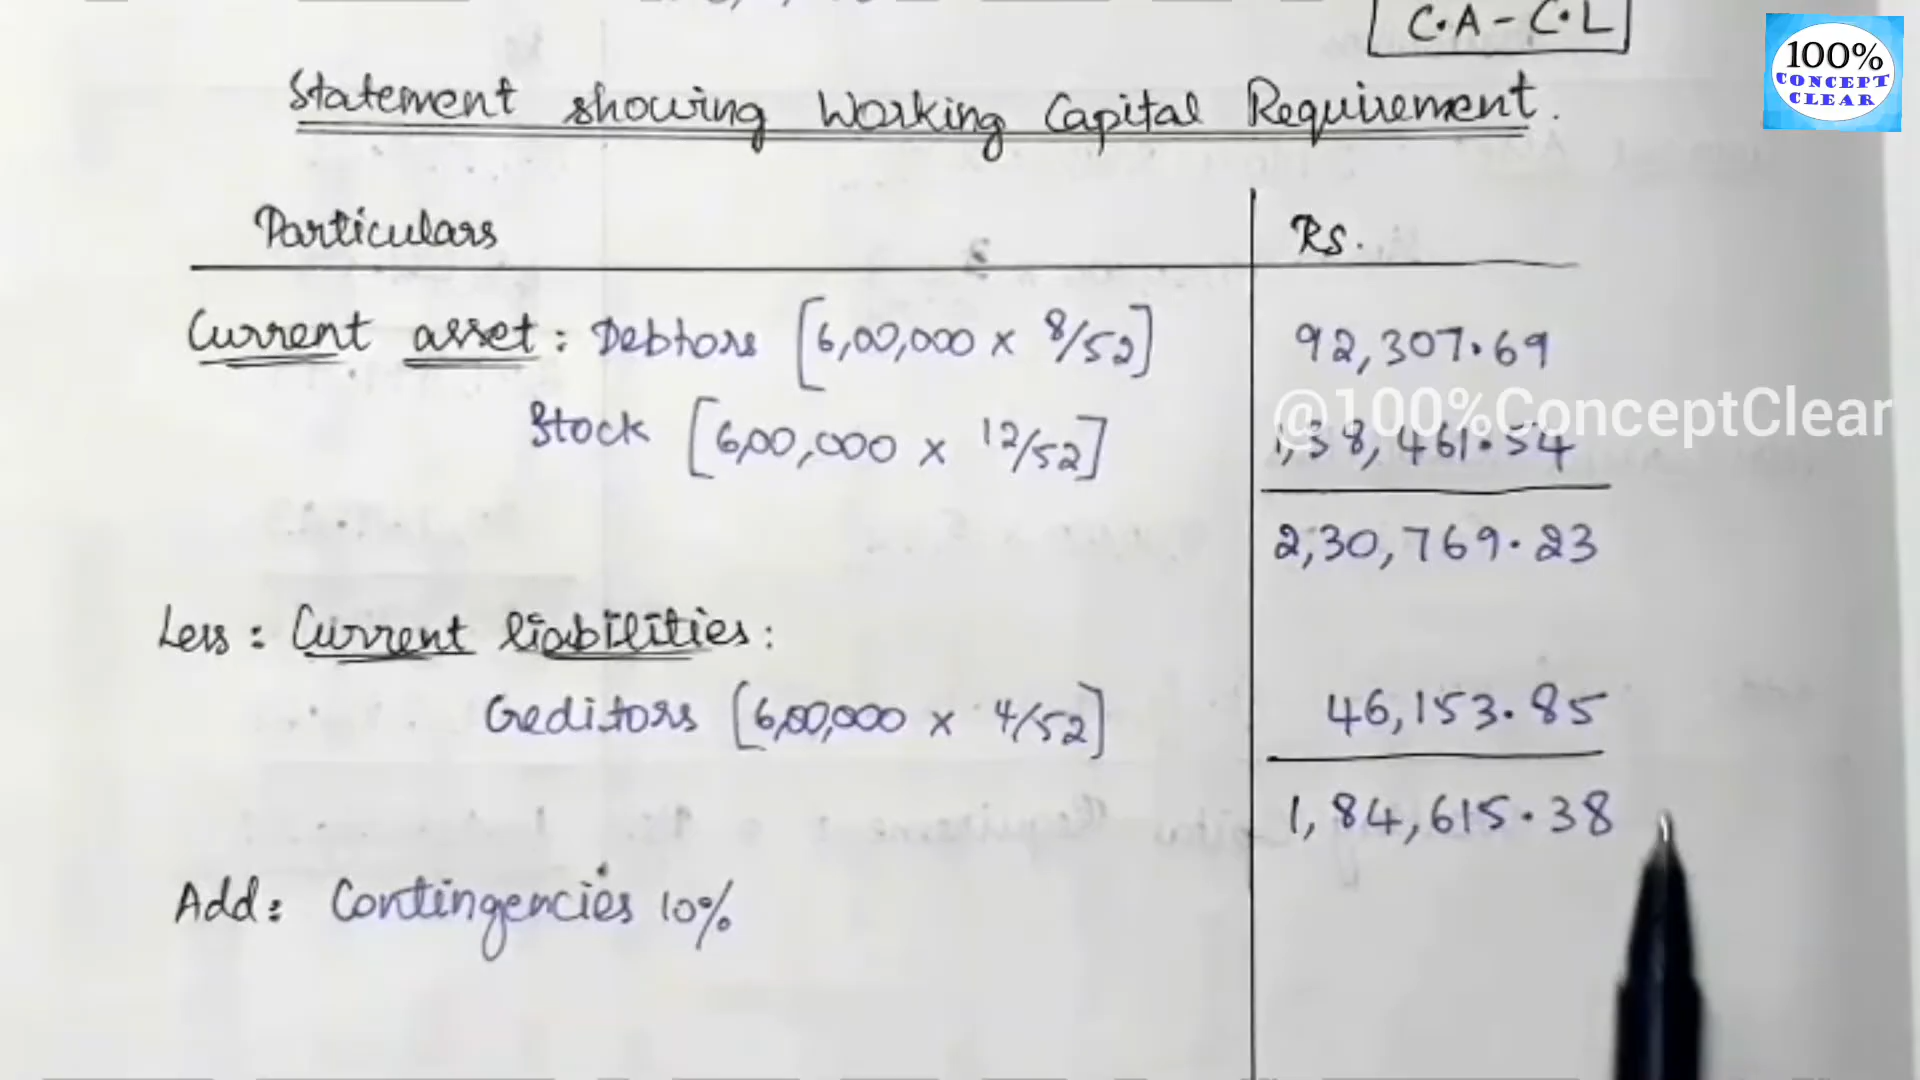 C.A - C.L
100%
CONCEPT
CLEAR
Statement showing Working Capital Requirement.
Particulars Rs.
Current asset : Debtors [6,00,000 x 8/52] 92,307.69
@100%ConceptClear
Stock [6,00,000 x 12/52] 1,38,461.54
2,30,769.23
Less : Current liabilities :
Creditors [6,00,000 x 4/52] 46,153.85
1,84,615.38
Add : Contingencies 10%